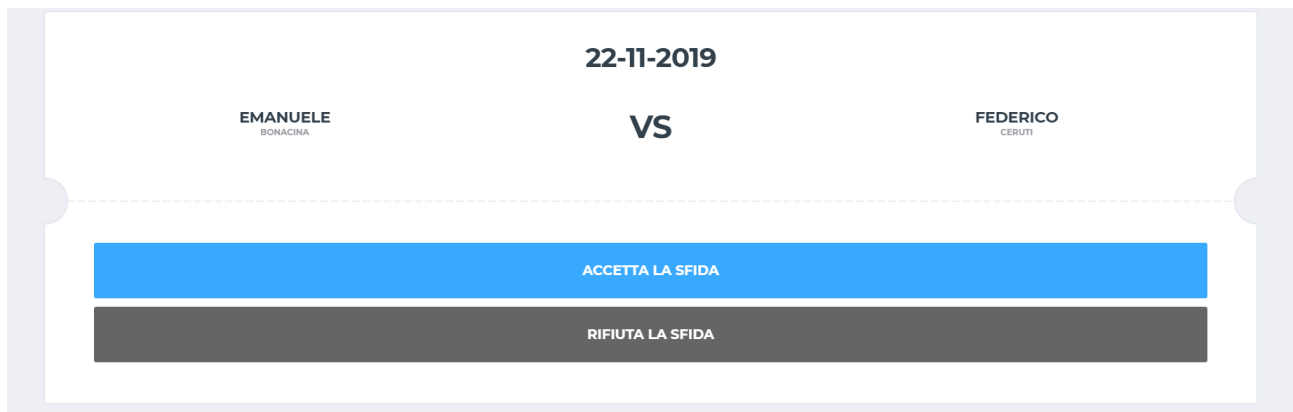 22-11-2019
EMANUELE
BONACINA
VS
FEDERICO
CERUTI
ACCETTA LA SFIDA
RIFIUTA LA SFIDA